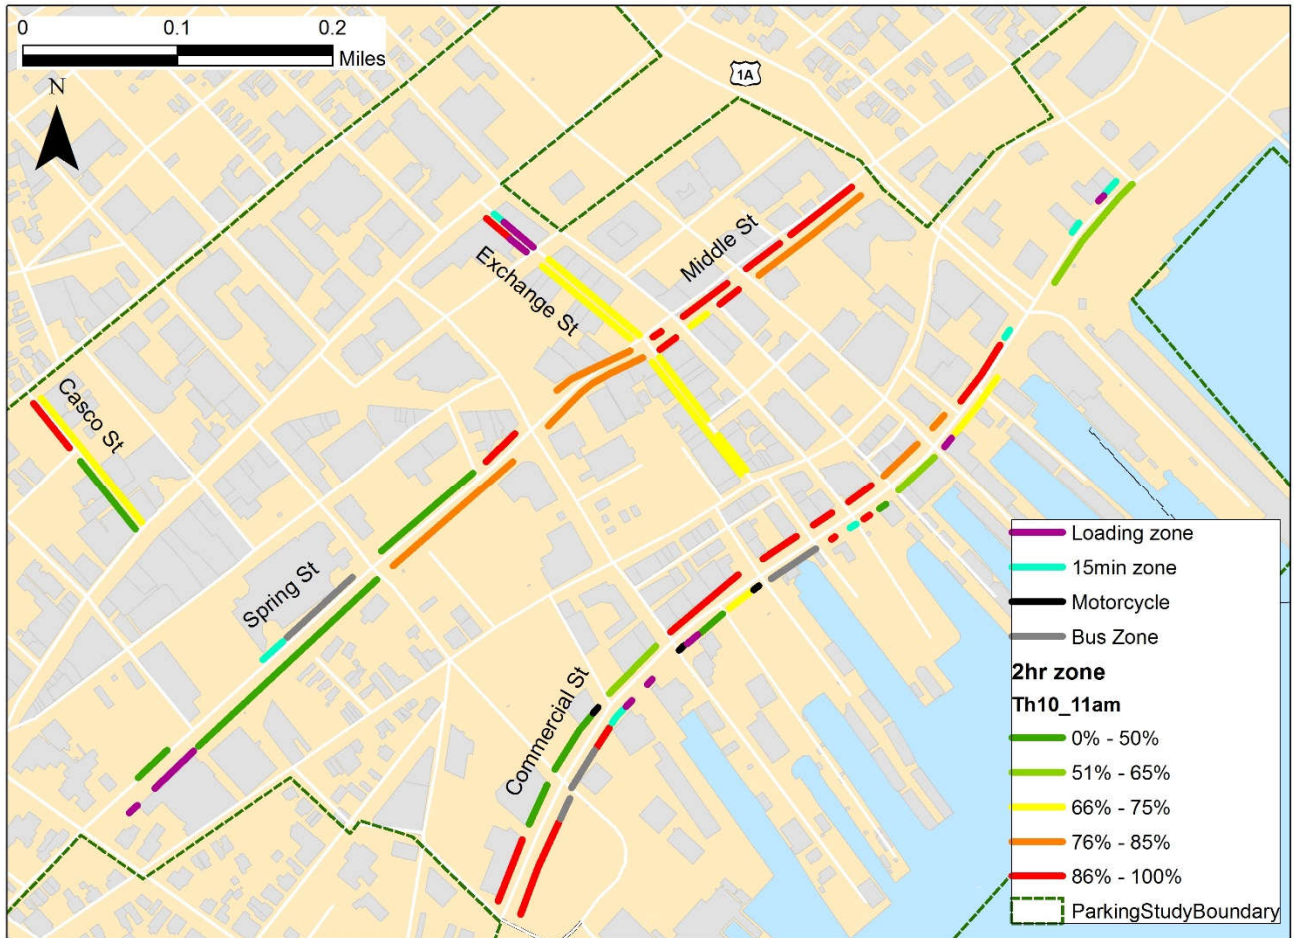 0 0.1 0.2
Miles
N
1A
Middle St
Exchange St
Casco St
Spring St
Commercial St
Loading zone
15min zone
Motorcycle
Bus Zone
2hr zone
Th10_11am
0% - 50%
51% - 65%
66% - 75%
76% - 85%
86% - 100%
ParkingStudyBoundary